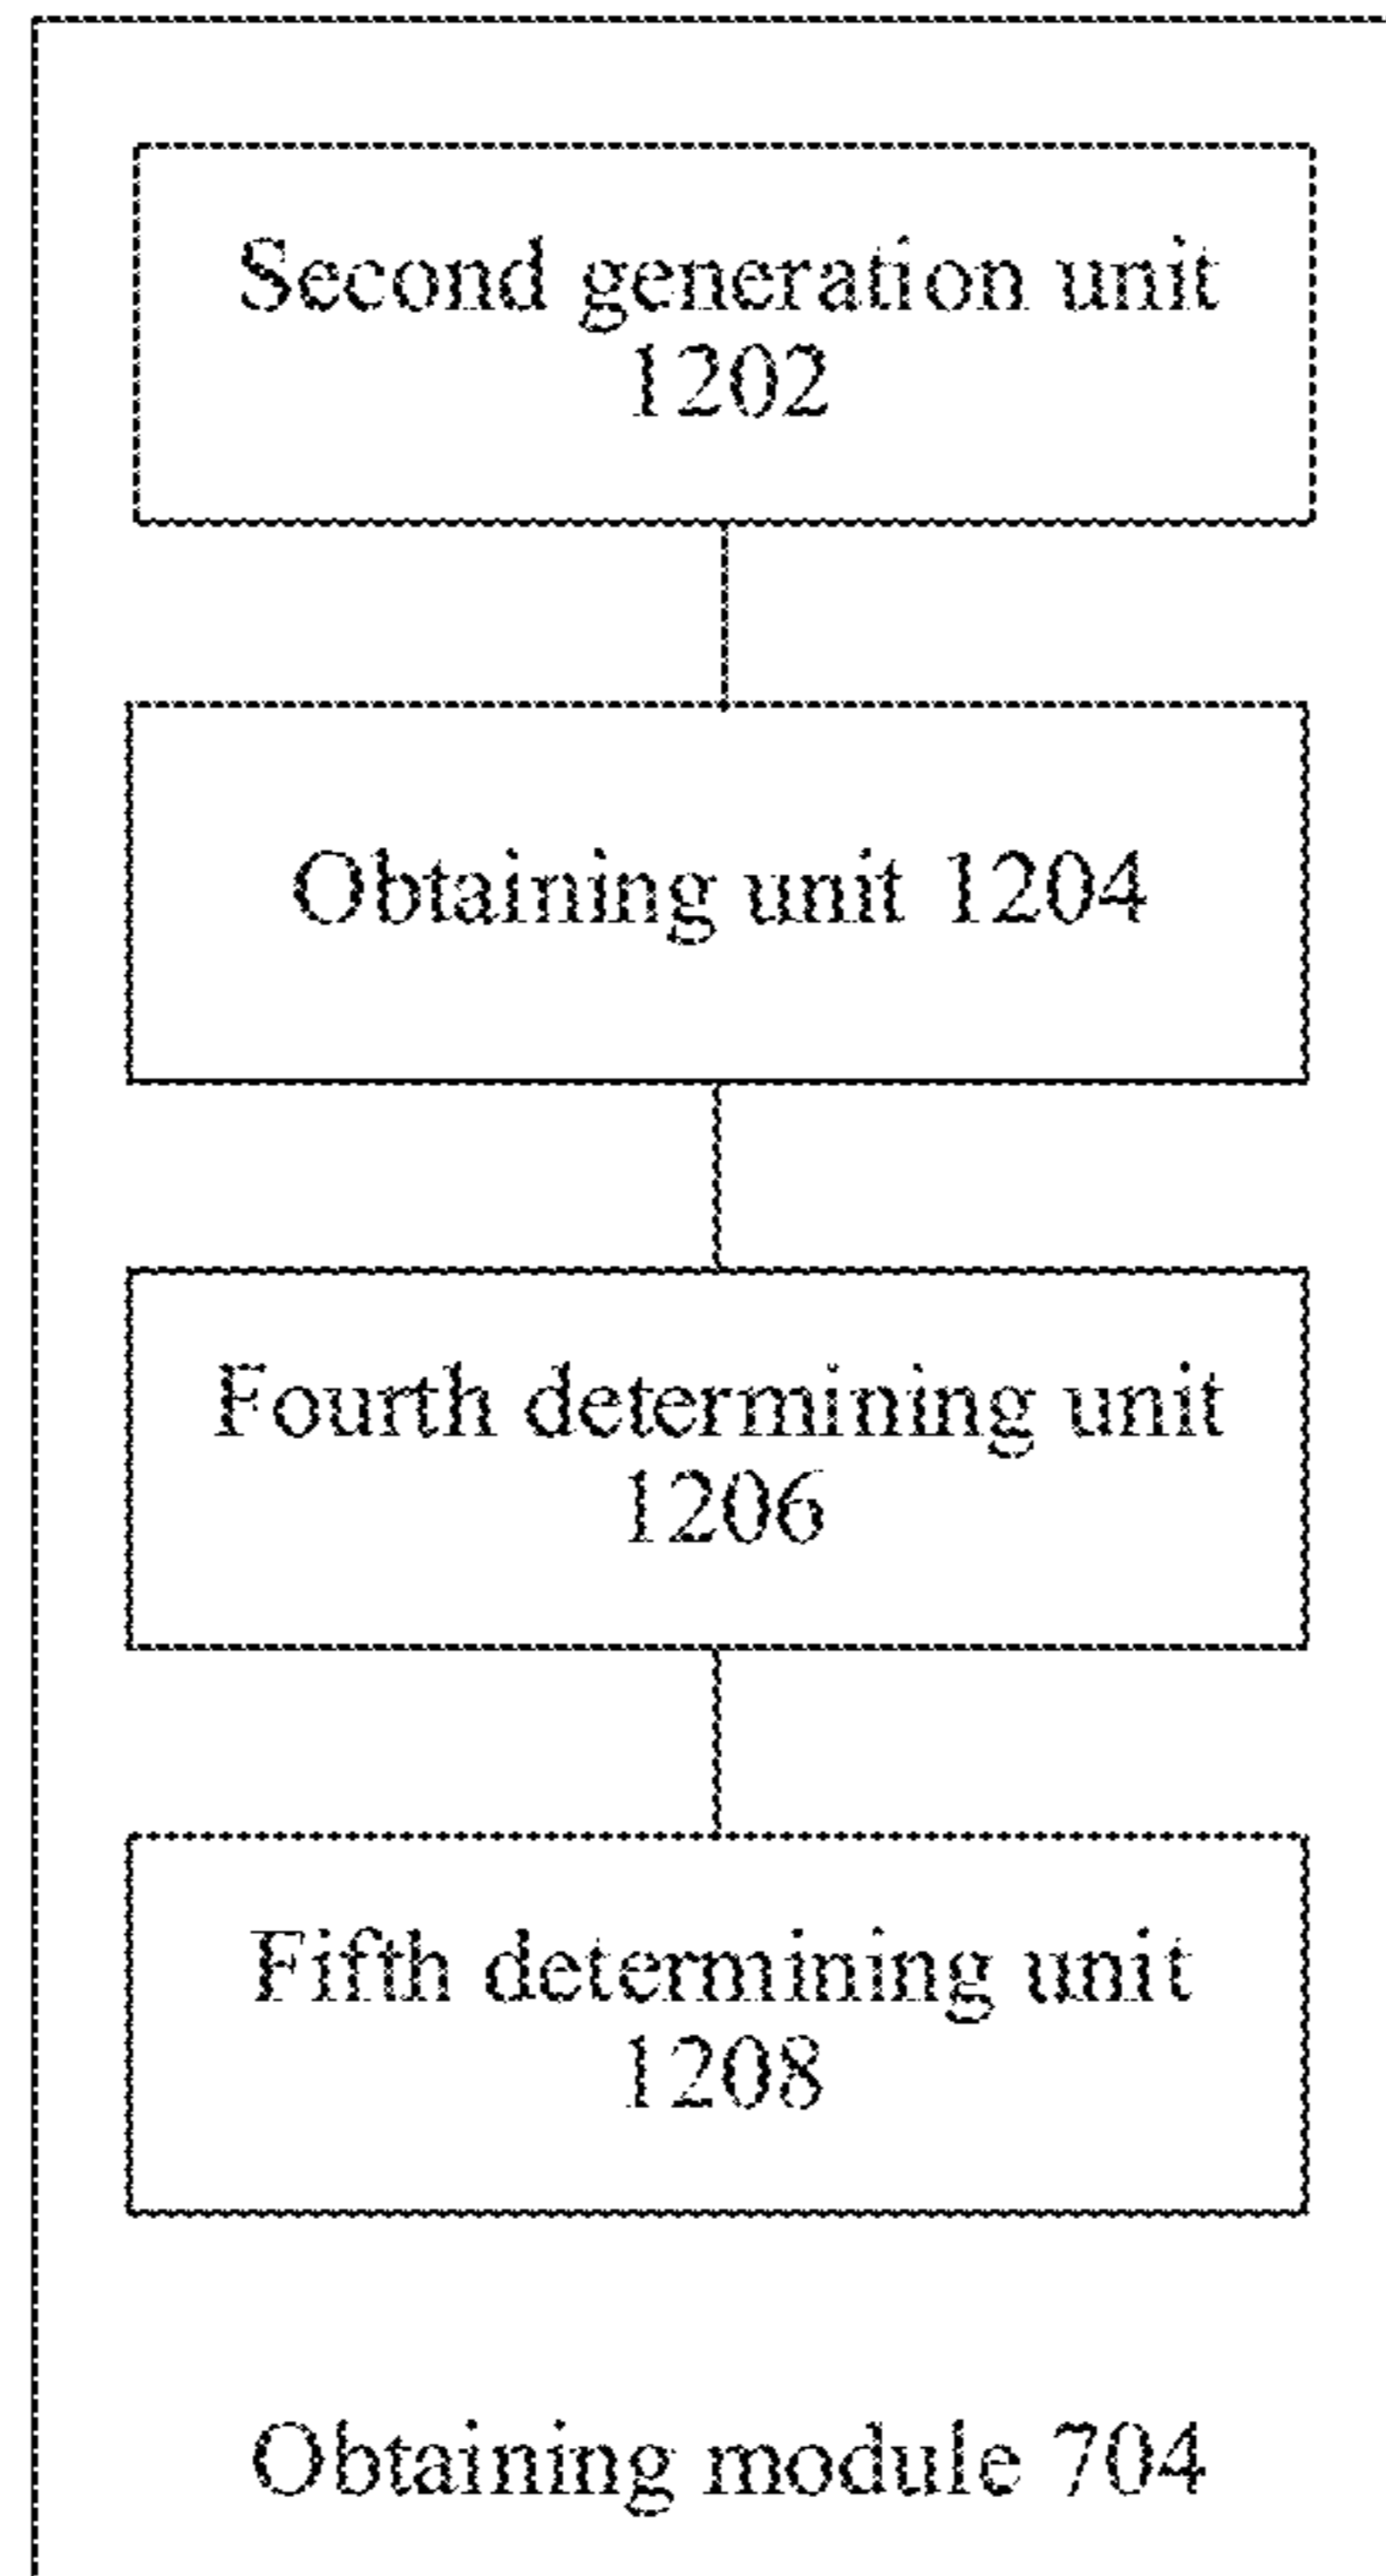 Second generation unit
1202
Obtaining unit 1204
Fourth determining unit
1206
Fifth determining unit
1208
Obtaining module 704